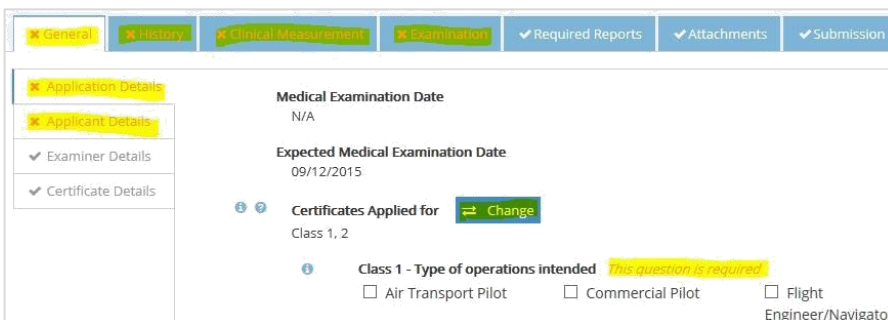 General History Clinical Measurement Examination Required Reports Attachments Submission
Application Details
Applicant Details
Examiner Details
Certificate Details
Medical Examination Date
N/A
Expected Medical Examination Date
09/12/2015
Certificates Applied for Change
Class 1, 2
Class 1 - Type of operations intended This question is required
Air Transport Pilot Commercial Pilot Flight
Engineer/Navigato